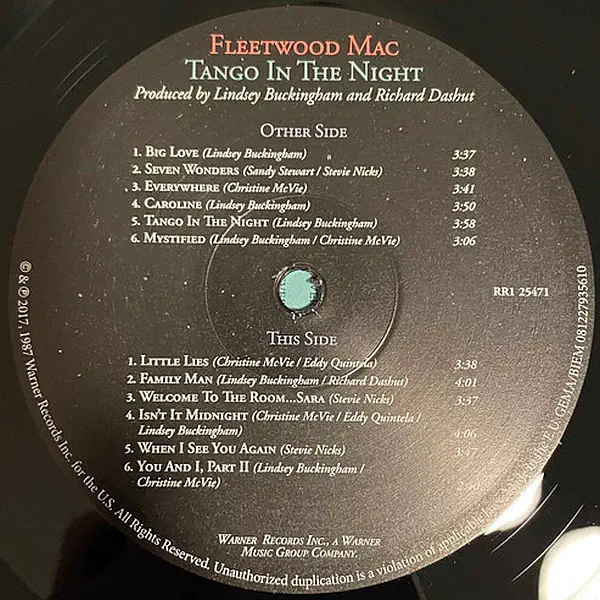 FLEETWOOD MAC
TANGO IN THE NIGHT
Produced by Lindsey Buckingham and Richard Dashut
OTHER SIDE
1. BIG LOVE (Lindsey Buckingham) 3:37
2. SEVEN WONDERS (Sandy Stewart / Stevie Nicks) 3:38
3. EVERYWHERE (Christine McVie) 3:41
4. CAROLINE (Lindsey Buckingham) 3:50
5. TANGO IN THE NIGHT (Lindsey Buckingham) 3:58
6. MYSTIFIED (Lindsey Buckingham / Christine McVie) 3:06
RR1 25471
THIS SIDE
1. LITTLE LIES (Christine McVie / Eddy Quintela) 3:38
2. FAMILY MAN (Lindsey Buckingham / Richard Dashut) 4:01
3. WELCOME TO THE ROOM...SARA (Stevie Nicks) 3:37
4. ISN'T IT MIDNIGHT (Christine McVie / Eddy Quintela /
Lindsey Buckingham) 4:06
5. WHEN I SEE YOU AGAIN (Stevie Nicks) 3:47
6. YOU AND I, PART II (Lindsey Buckingham /
Christine McVie)
WARNER RECORDS INC., A WARNER
MUSIC GROUP COMPANY.
© & ℗ 2017, 1987 Warner Records Inc. for the U.S. All Rights Reserved. Unauthorized duplication is a violation of applicable E.U: GEMA/BIEM 081227935610